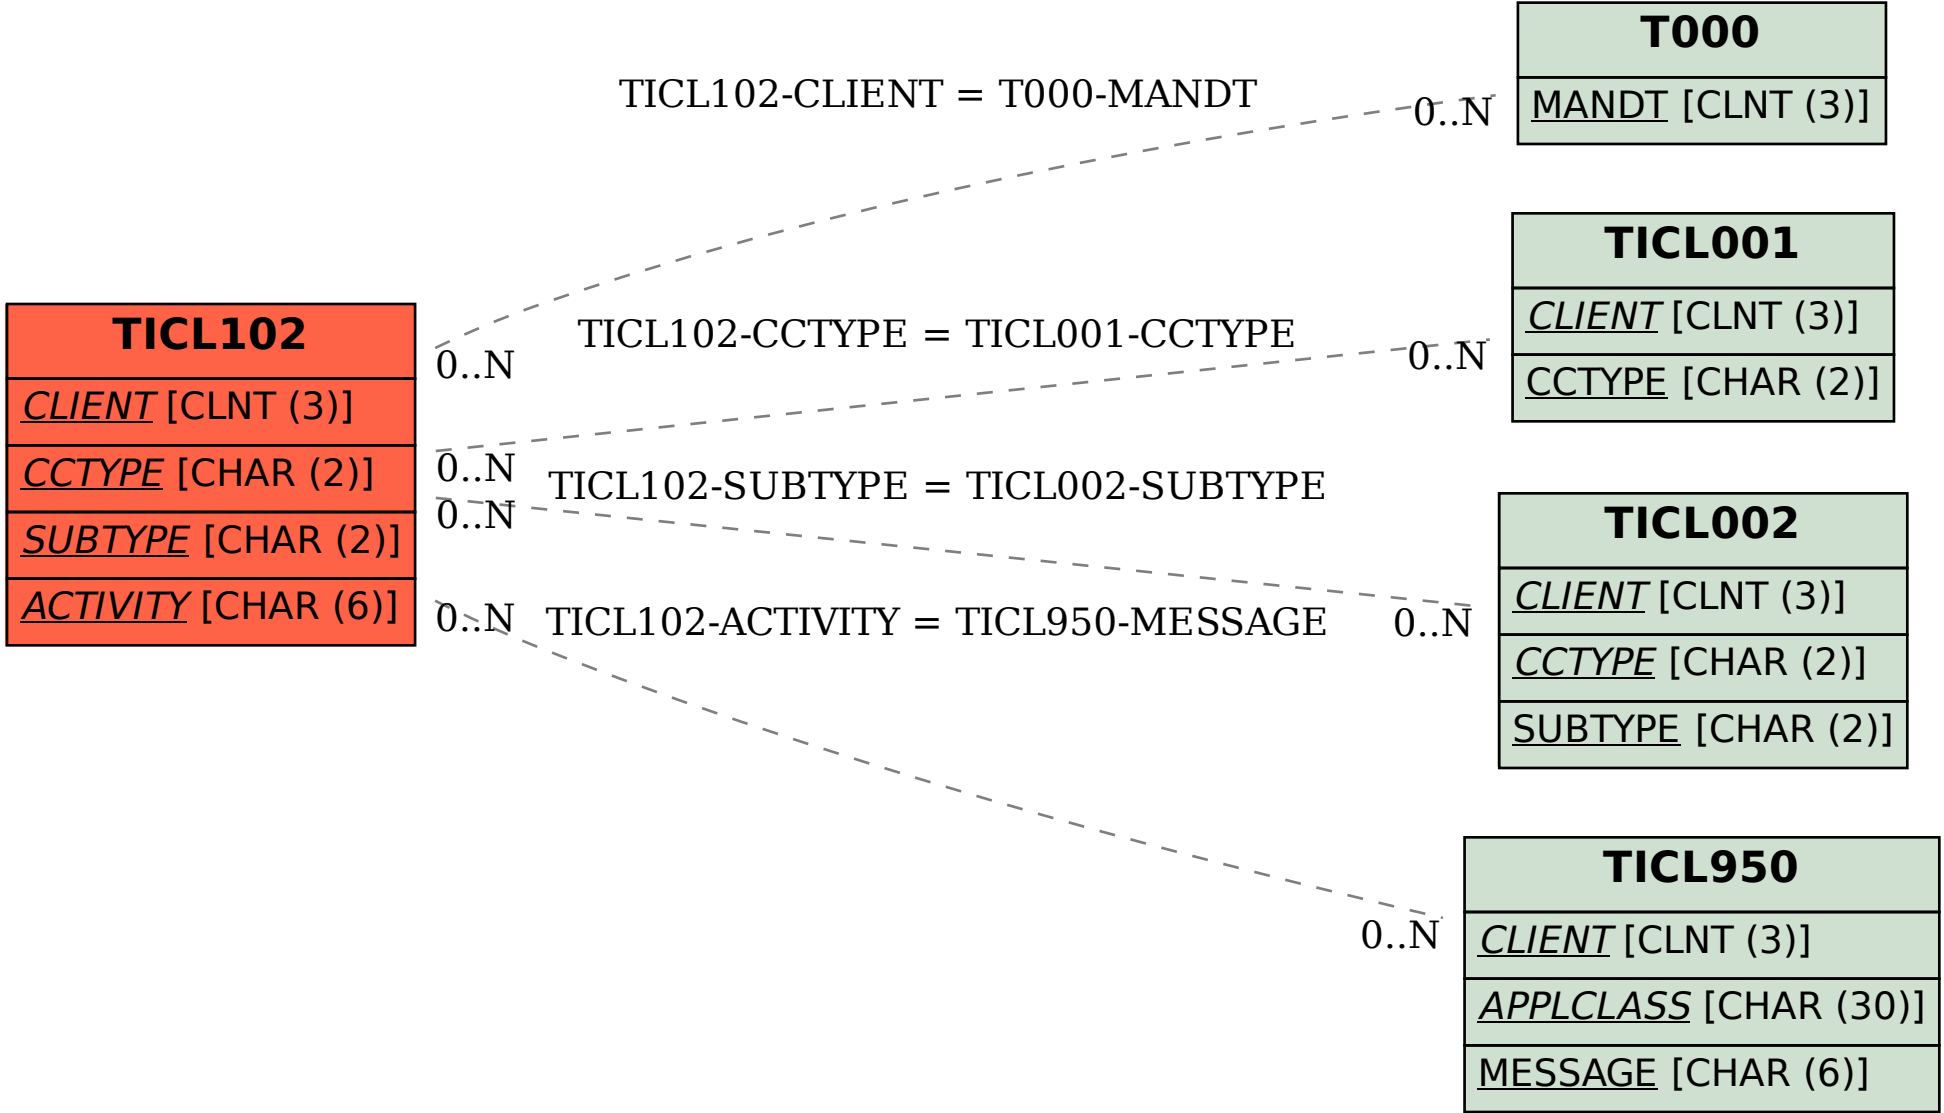 TICL102
CLIENT [CLNT (3)]
CCTYPE [CHAR (2)]
SUBTYPE [CHAR (2)]
ACTIVITY [CHAR (6)]
TICL102-CLIENT = T000-MANDT
0..N
0..N
TICL102-CCTYPE = TICL001-CCTYPE
0..N
0..N
TICL102-SUBTYPE = TICL002-SUBTYPE
0..N
0..N
TICL102-ACTIVITY = TICL950-MESSAGE
0..N
0..N
T000
MANDT [CLNT (3)]
TICL001
CLIENT [CLNT (3)]
CCTYPE [CHAR (2)]
TICL002
CLIENT [CLNT (3)]
CCTYPE [CHAR (2)]
SUBTYPE [CHAR (2)]
TICL950
CLIENT [CLNT (3)]
APPLCLASS [CHAR (30)]
MESSAGE [CHAR (6)]